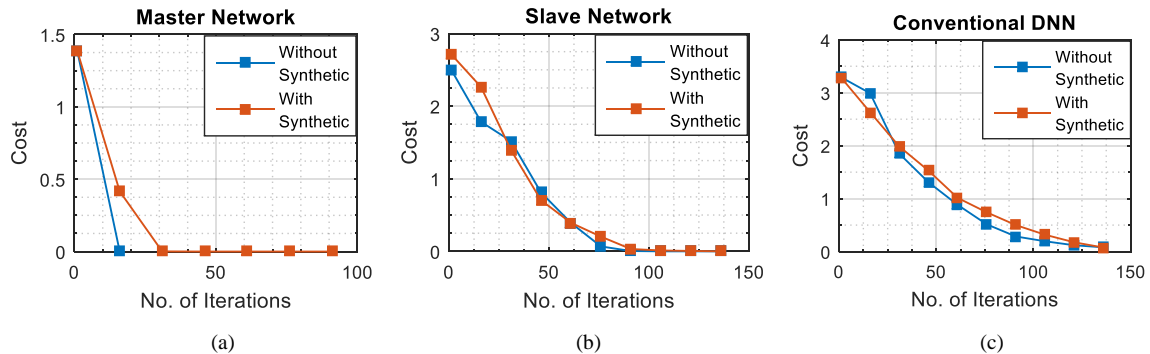 Master Network
1.5
1
0.5
0
0
50
100
Cost
No. of Iterations
Without
Synthetic
With
Synthetic
(a)
Slave Network
3
2
1
0
0
50
100
150
Cost
No. of Iterations
Without
Synthetic
With
Synthetic
(b)
Conventional DNN
4
3
2
1
0
0
50
100
150
Cost
No. of Iterations
Without
Synthetic
With
Synthetic
(c)